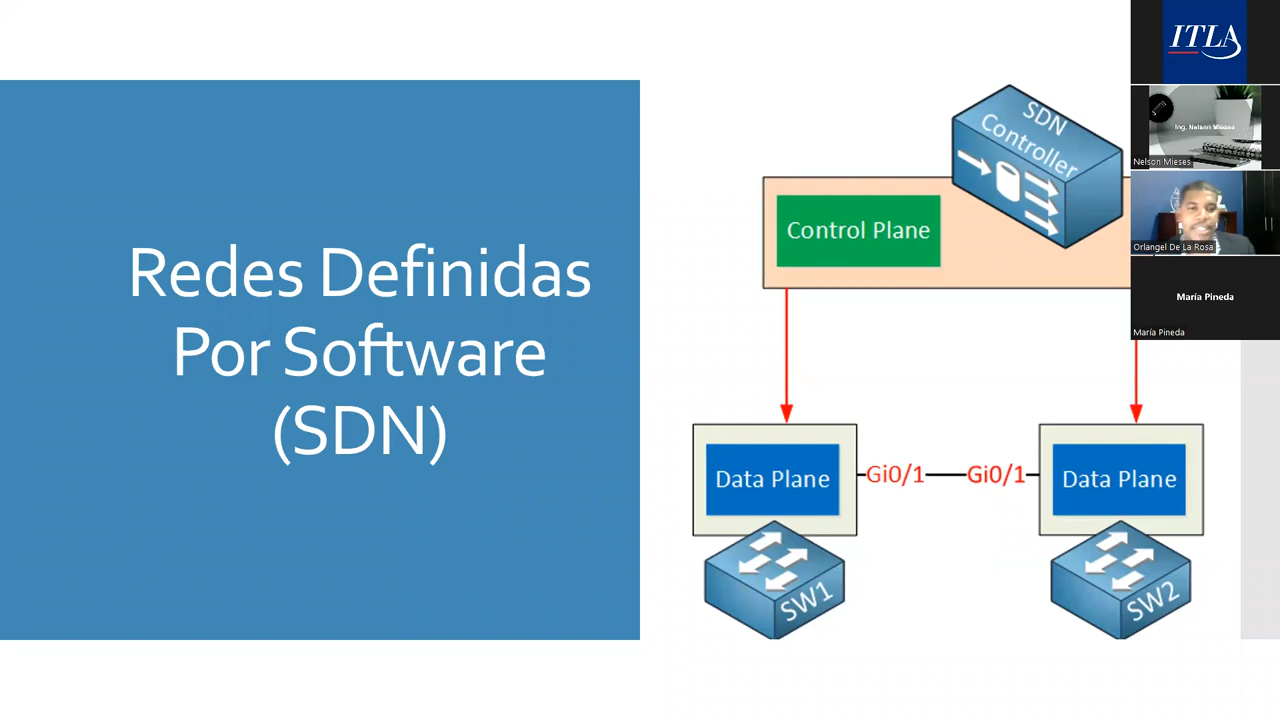 Redes Definidas
Por Software
(SDN)
SDN
Controller
Control Plane
Data Plane
Gi0/1
Gi0/1
Data Plane
SW1
SW2
ITLA
Ing. Nelson Mieses
Nelson Mieses
Orlangel De La Rosa
María Pineda
María Pineda